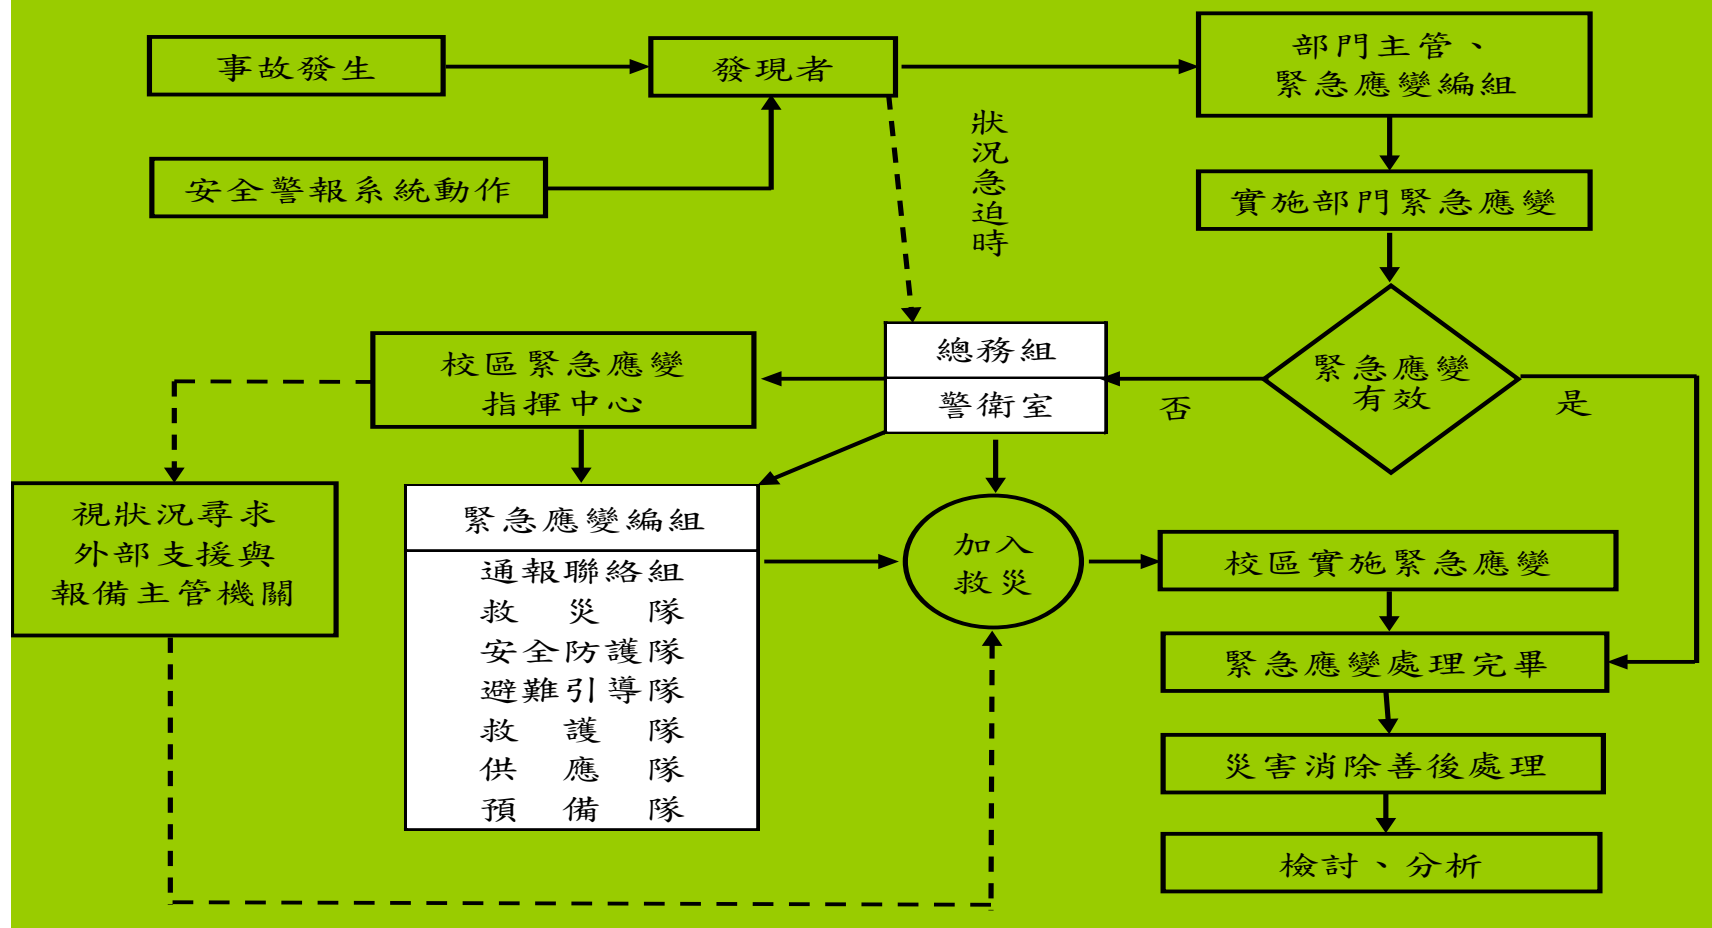 事故發生
發現者
部門主管、
緊急應變編組
安全警報系統動作
狀況急迫時
實施部門緊急應變
總務組
警衛室
校區緊急應變
指揮中心
緊急應變
有效
否
是
視狀況尋求
外部支援與
報備主管機關
緊急應變編組
通報聯絡組
救災隊
安全防護隊
避難引導隊
救護隊
供應隊
預備隊
加入
救災
校區實施緊急應變
緊急應變處理完畢
災害消除善後處理
檢討、分析